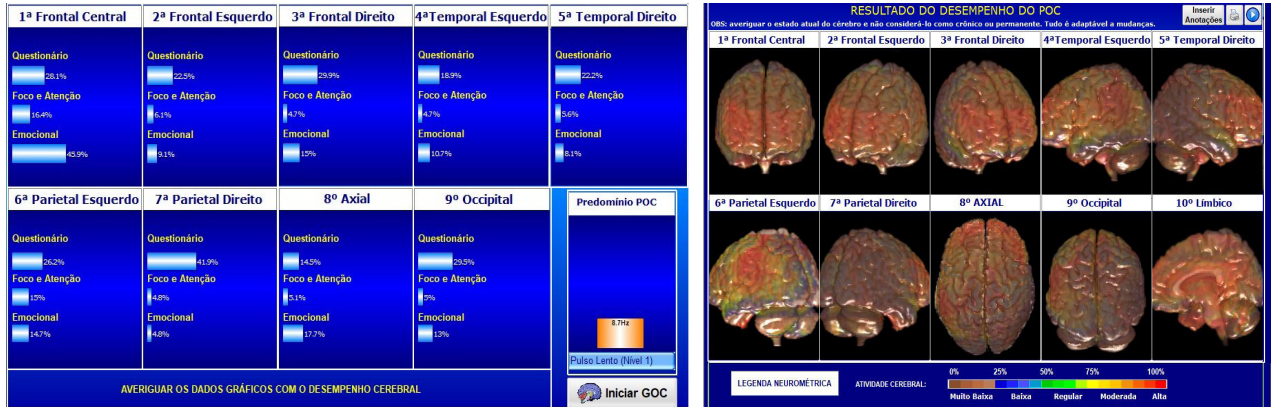 1ª Frontal Central
2ª Frontal Esquerdo
3ª Frontal Direito
4ªTemporal Esquerdo
5ª Temporal Direito
Questionário
28.1%
Foco e Atenção
16.4%
Emocional
45.9%
Questionário
22.5%
Foco e Atenção
6.1%
Emocional
9.1%
Questionário
29.9%
Foco e Atenção
4.7%
Emocional
15%
Questionário
18.9%
Foco e Atenção
4.7%
Emocional
10.7%
Questionário
22.2%
Foco e Atenção
5.6%
Emocional
8.1%
6ª Parietal Esquerdo
7ª Parietal Direito
8º Axial
9º Occipital
Questionário
26.2%
Foco e Atenção
15%
Emocional
14.7%
Questionário
41.9%
Foco e Atenção
4.8%
Emocional
4.8%
Questionário
14.5%
Foco e Atenção
5.1%
Emocional
17.7%
Questionário
29.5%
Foco e Atenção
5%
Emocional
13%
Predomínio POC
8.7Hz
Pulso Lento (Nível 1)
AVERIGUAR OS DADOS GRÁFICOS COM O DESEMPENHO CEREBRAL
Iniciar GOC
RESULTADO DO DESEMPENHO DO POC
OBS: averiguar o estado atual do cérebro e não considerá-lo como crônico ou permanente. Tudo é adaptável a mudanças.
Inserir
Anotações
1ª Frontal Central
2ª Frontal Esquerdo
3ª Frontal Direito
4ªTemporal Esquerdo
5ª Temporal Direito
6ª Parietal Esquerdo
7ª Parietal Direito
8º AXIAL
9º Occipital
10º Límbico
LEGENDA NEUROMÉTRICA
ATIVIDADE CEREBRAL:
0% 25% 50% 75% 100%
Muito Baixa Baixa Regular Moderada Alta